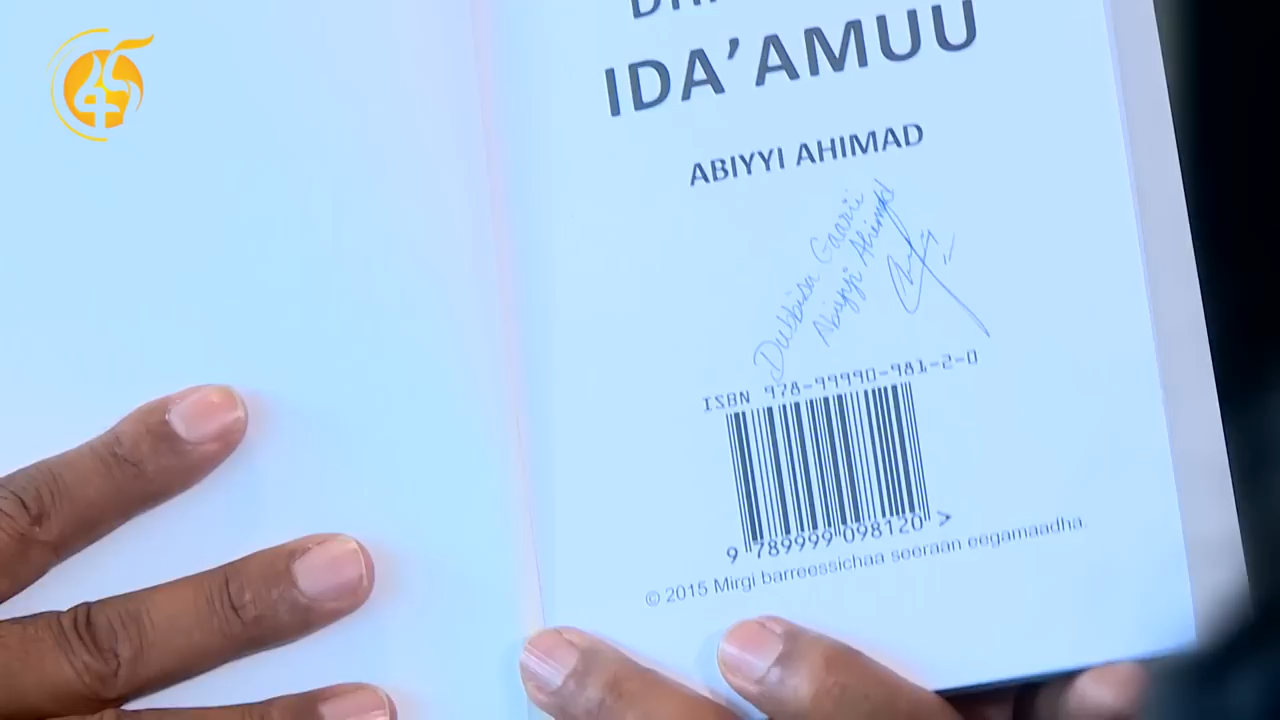 IDA’AMUU
ABIYYI AHIMAD
Dubbisa Gaarii
Abiyyi Ahimad
ISBN 978-99990-981-2-0
9 789999 098120 >
© 2015 Mirgi barreessichaa seeraan eegamaadha.